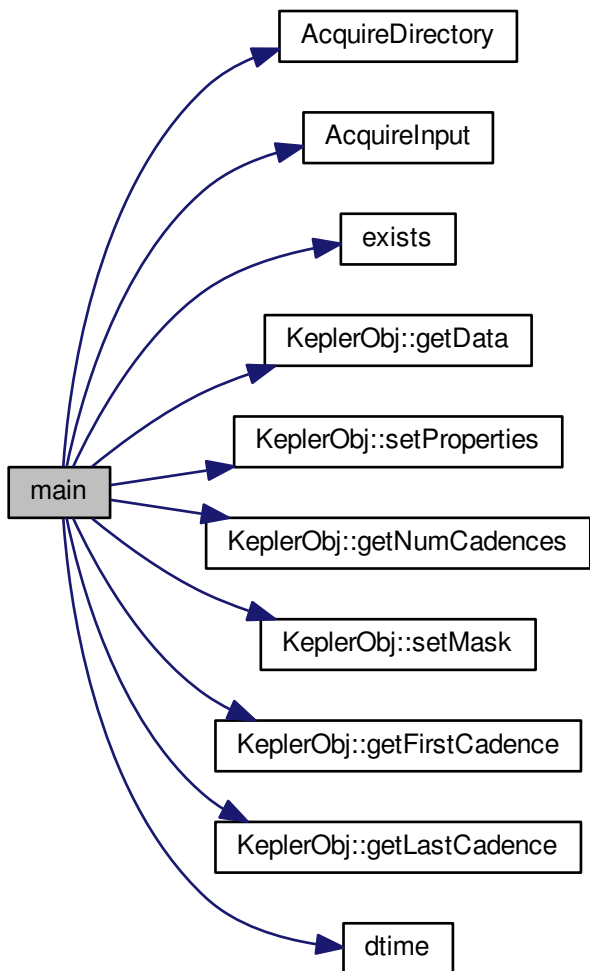 AcquireDirectory
AcquireInput
exists
KeplerObj::getData
KeplerObj::setProperties
main
KeplerObj::getNumCadences
KeplerObj::setMask
KeplerObj::getFirstCadence
KeplerObj::getLastCadence
dtime